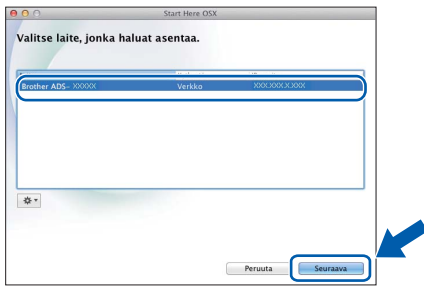 Start Here OSX
Valitse laite, jonka haluat asentaa.
Brother ADS- XXXXX Verkko XXX.XXX.X.XXX
Peruuta Seuraava